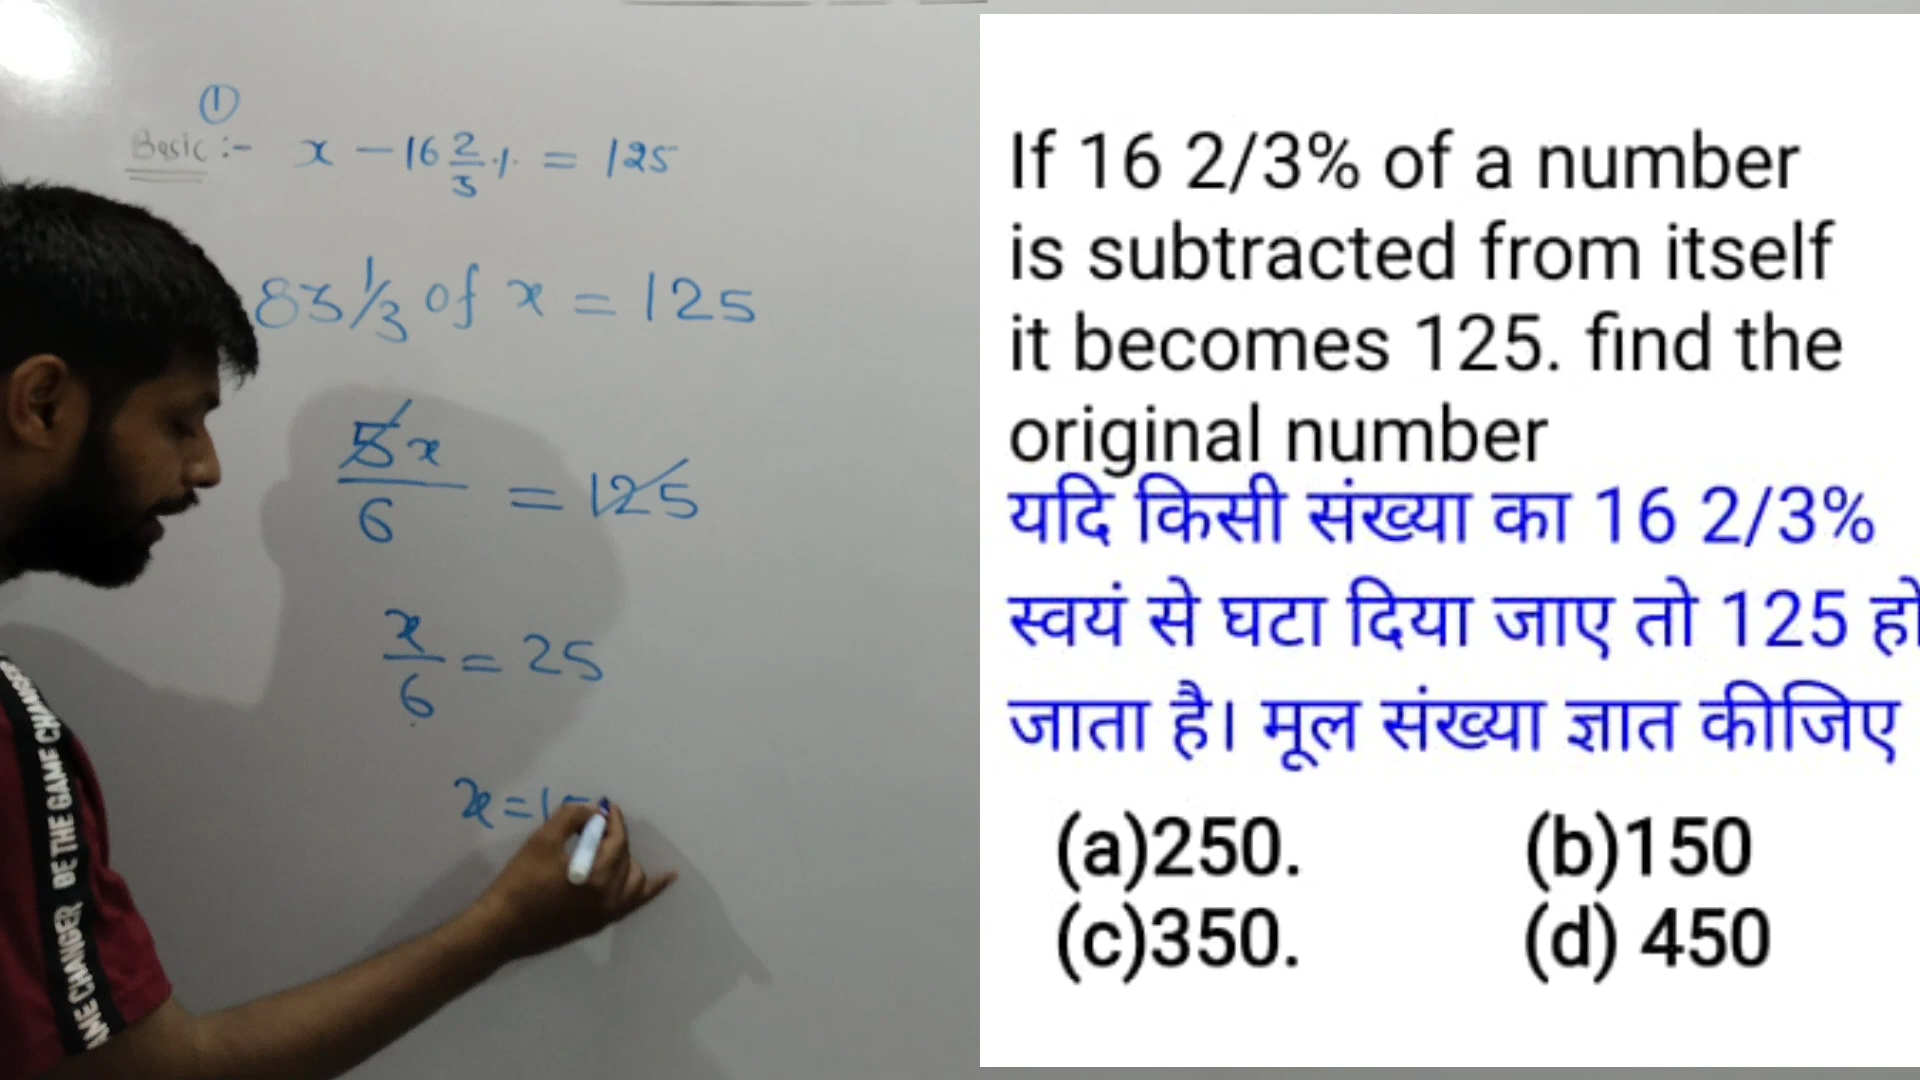 ①
Basic :- x - 16 2/3 % = 125
83 1/3 of x = 125
5x/6 = 125
x/6 = 25
x = 15
BE THE GAME CHANGER
GAME CHANGER
If 16 2/3% of a number
is subtracted from itself
it becomes 125. find the
original number
यदि किसी संख्या का 16 2/3%
स्वयं से घटा दिया जाए तो 125 हो
जाता है। मूल संख्या ज्ञात कीजिए
(a)250. (b)150
(c)350. (d) 450